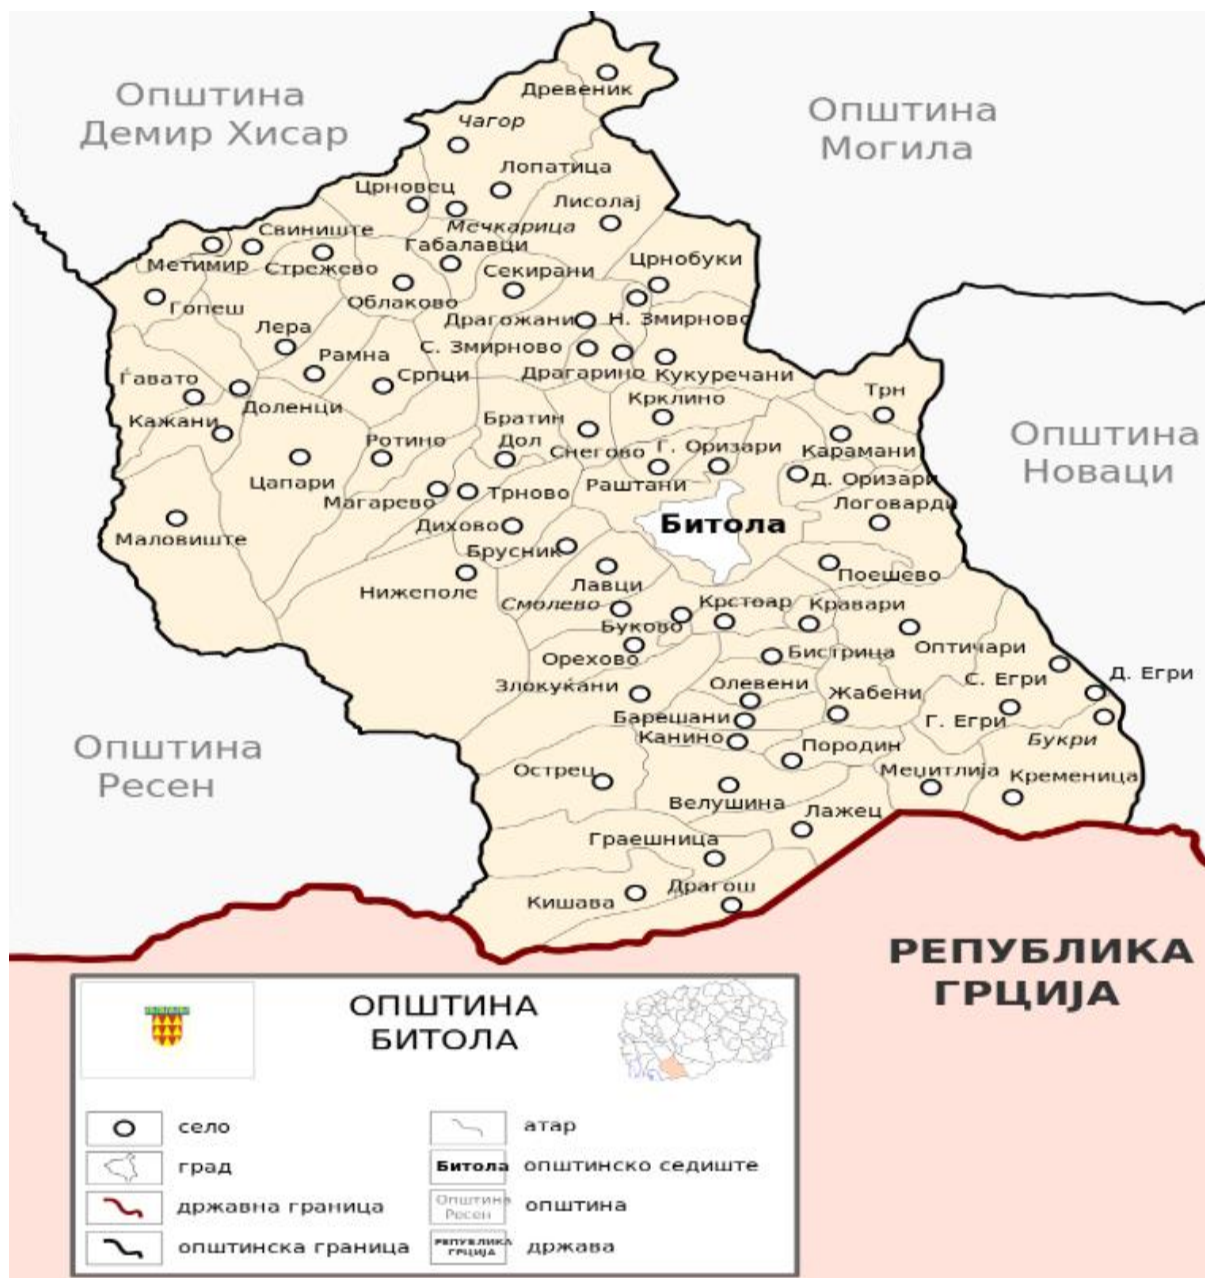 Општина
Демир Хисар
Општина
Могила
Древеник
Чагор
Лопатица
Црновец
Лисолај
Мечкарица
Свиниште
Габалавци
Метимир
Стрежево
Секирани
Црнобуки
Гопеш
Облаково
Драгожани
Н. Змирново
Лера
С. Змирново
Рамна
Драгарино
Кукуречани
Ѓавато
Српци
Трн
Доленци
Крклино
Кажани
Братин
Дол
Ротино
Снегово
Г. Оризари
Карамани
Општина
Новаци
Цапари
Магарево
Трново
Раштани
Д. Оризари
Логоварди
Маловиште
Дихово
Битола
Брусник
Нижеполе
Лавци
Поешево
Смолево
Крстоар
Кравари
Буково
Орехово
Бистрица
Оптичари
Злокуќани
Олевени
Жабени
С. Егри
Д. Егри
Барешани
Г. Егри
Канино
Породин
Букри
Општина
Ресен
Острец
Меџитлија
Кременица
Велушина
Лажец
Граешница
Драгош
Кишава
РЕПУБЛИКА
ГРЦИЈА
ОПШТИНА
БИТОЛА
село
атар
град
Битола
општинско седиште
државна граница
Општина
Ресен
општина
општинска граница
РЕПУБЛИКА
ГРЦИЈА
држава